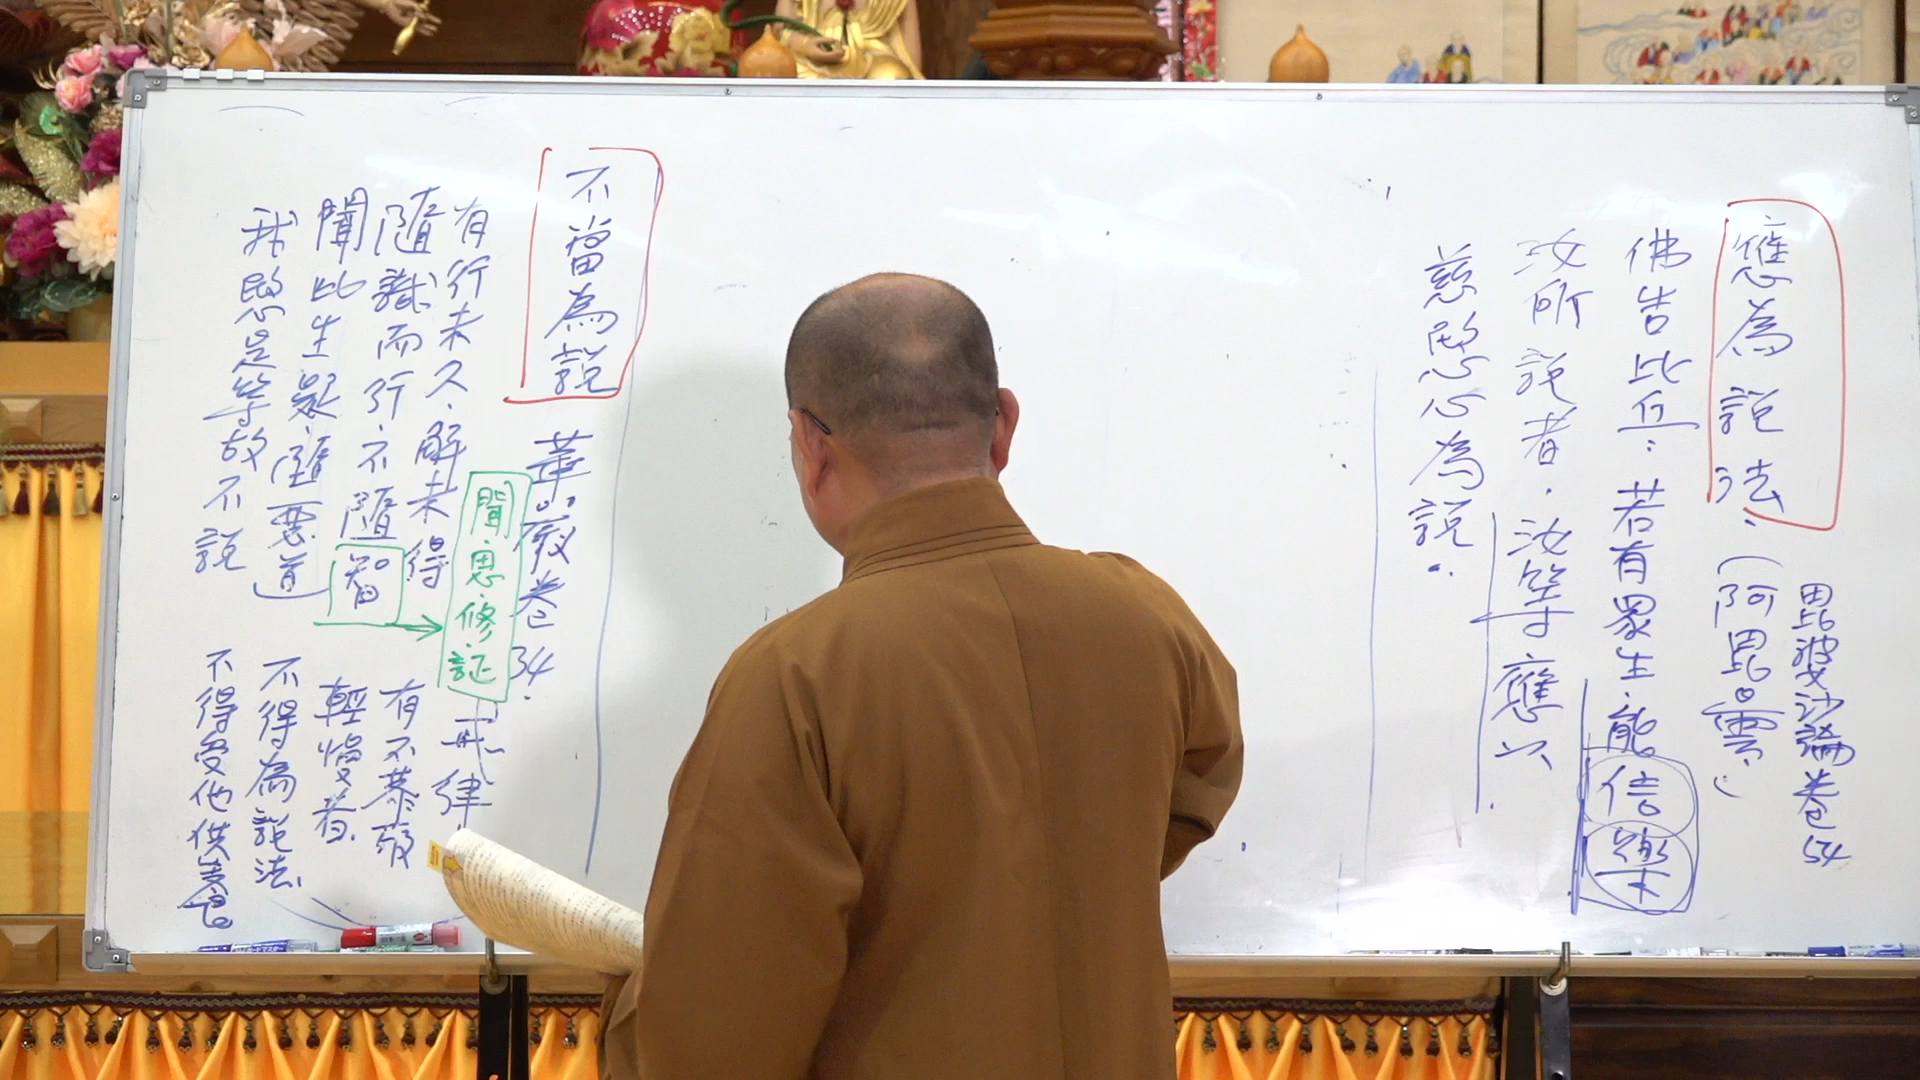 應為說法.
(阿毘曇.)
毘婆沙論卷54
佛告比丘:若有眾生能信樂
汝所說者.汝等應以
慈愍心為說.
不當為說
華嚴卷34.
有行未久.解未得
隨識而行不隨智
聞此生疑.墮惡道
我愍是等故不說
聞思修証
戒律
有不恭敬
輕慢者.
不得為說法.
不得受他供養